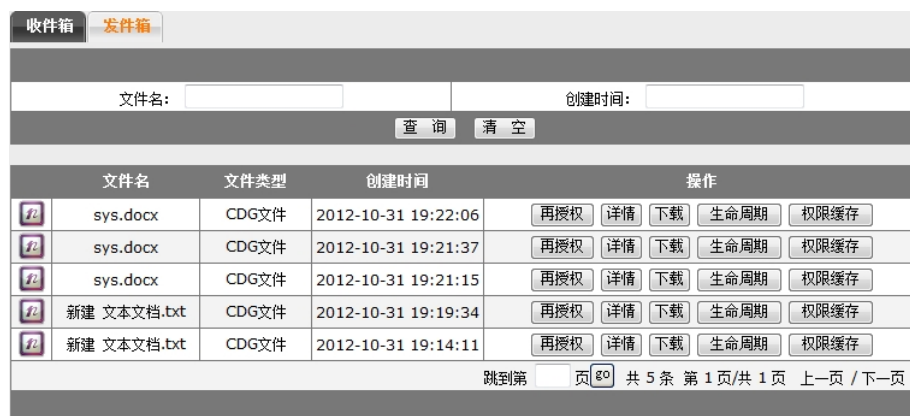 收件箱 发件箱
文件名: 创建时间:
查 询 清 空
文件名 文件类型 创建时间 操作
sys.docx CDG文件 2012-10-31 19:22:06 再授权 详情 下载 生命周期 权限缓存
sys.docx CDG文件 2012-10-31 19:21:37 再授权 详情 下载 生命周期 权限缓存
sys.docx CDG文件 2012-10-31 19:21:15 再授权 详情 下载 生命周期 权限缓存
新建 文本文档.txt CDG文件 2012-10-31 19:19:34 再授权 详情 下载 生命周期 权限缓存
新建 文本文档.txt CDG文件 2012-10-31 19:14:11 再授权 详情 下载 生命周期 权限缓存
跳到第 页 go 共 5 条 第 1 页/共 1 页 上一页 / 下一页